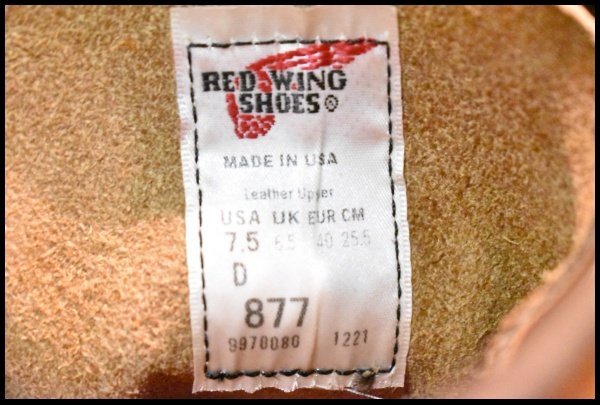 RED WING
SHOES®
MADE IN USA
Leather Upper
USA UK EUR CM
7.5 6.5 40 25.5
D
877
9970080 1221